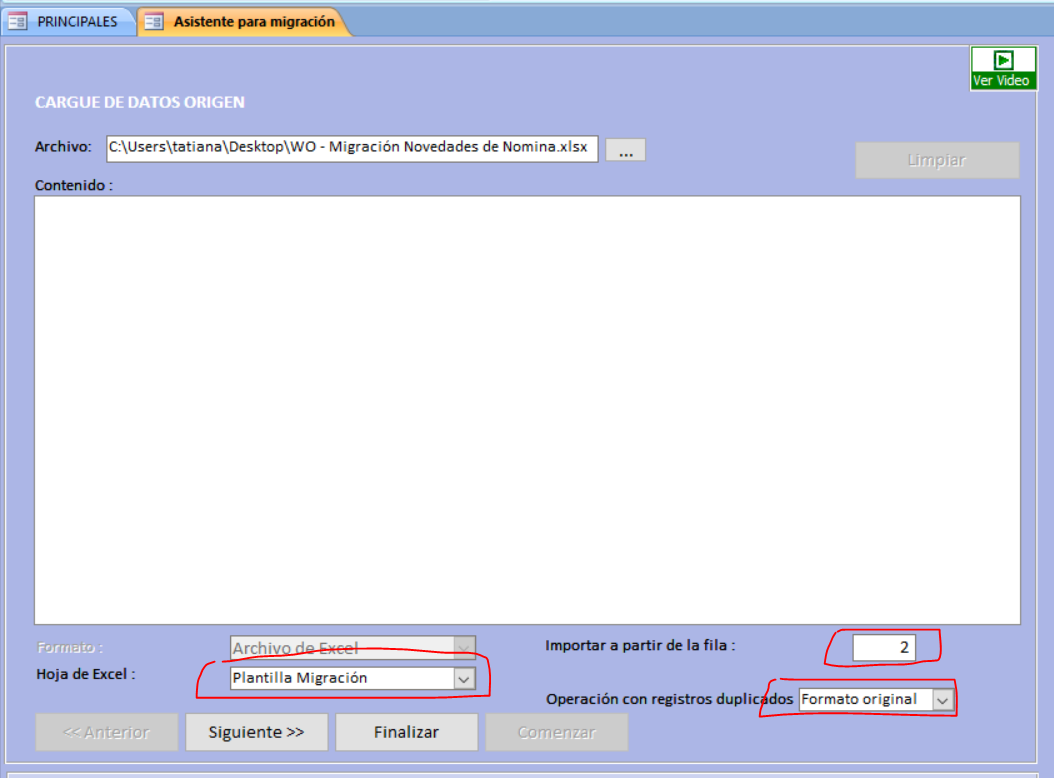 PRINCIPALES
Asistente para migración
Ver Video
CARGUE DE DATOS ORIGEN
Archivo: C:\Users\tatiana\Desktop\WO - Migración Novedades de Nomina.xlsx ...
Limpiar
Contenido :
Formato : Archivo de Excel
Importar a partir de la fila : 2
Hoja de Excel : Plantilla Migración
Operación con registros duplicados Formato original
<< Anterior Siguiente >> Finalizar Comenzar